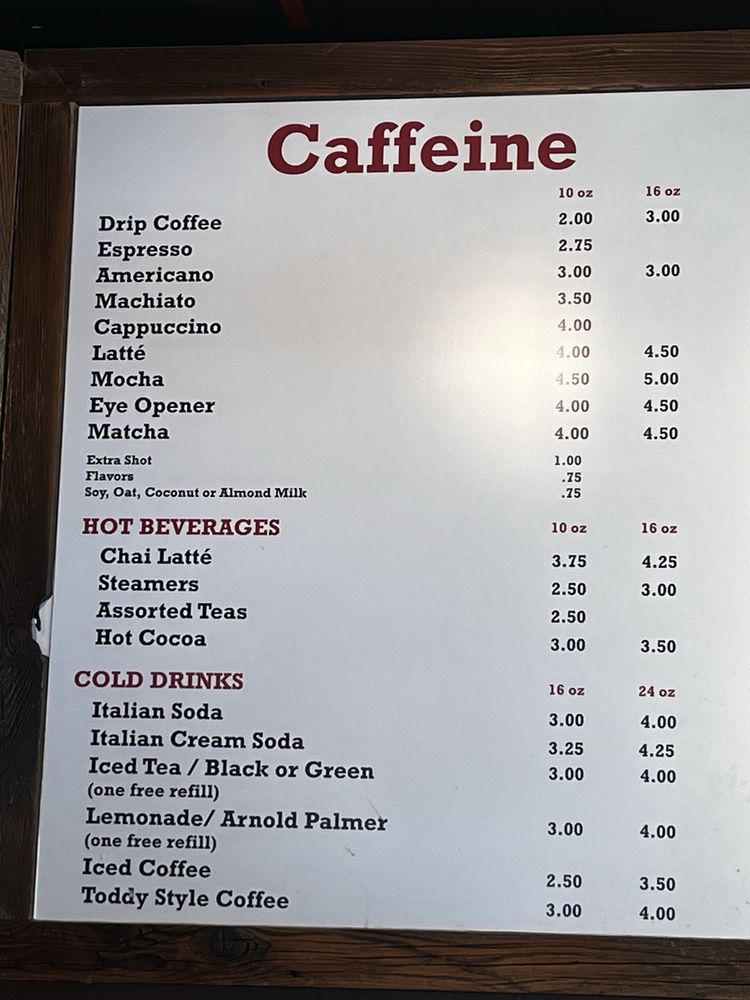 Caffeine
10 oz 16 oz
Drip Coffee 2.00 3.00
Espresso 2.75
Americano 3.00 3.00
Machiato 3.50
Cappuccino 4.00
Latté 4.00 4.50
Mocha 4.50 5.00
Eye Opener 4.00 4.50
Matcha 4.00 4.50
Extra Shot 1.00
Flavors .75
Soy, Oat, Coconut or Almond Milk .75
HOT BEVERAGES 10 oz 16 oz
Chai Latté 3.75 4.25
Steamers 2.50 3.00
Assorted Teas 2.50
Hot Cocoa 3.00 3.50
COLD DRINKS 16 oz 24 oz
Italian Soda 3.00 4.00
Italian Cream Soda 3.25 4.25
Iced Tea / Black or Green 3.00 4.00
(one free refill)
Lemonade/ Arnold Palmer 3.00 4.00
(one free refill)
Iced Coffee 2.50 3.50
Toddy Style Coffee 3.00 4.00